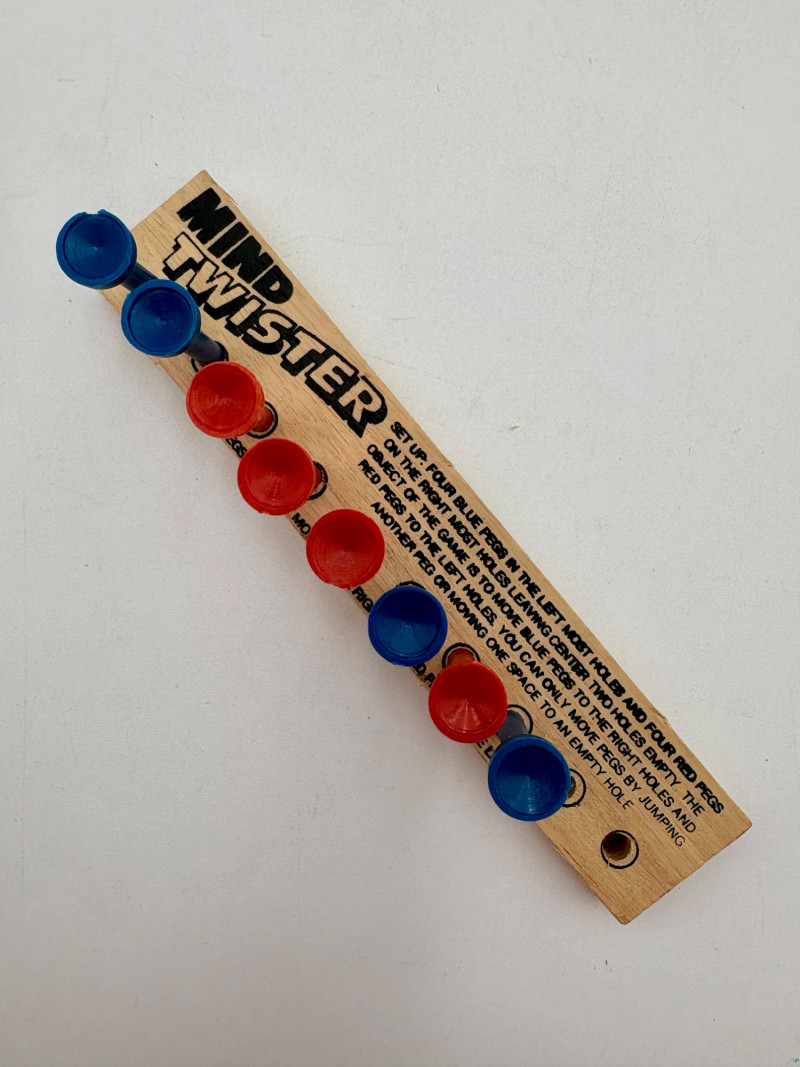 MIND
TWISTER
SET UP: FOUR BLUE PEGS IN THE LEFT MOST HOLES AND FOUR RED PEGS
ON THE RIGHT MOST HOLES LEAVING CENTER TWO HOLES EMPTY. THE
OBJECT OF THE GAME IS TO MOVE BLUE PEGS TO THE RIGHT HOLES AND
RED PEGS TO THE LEFT HOLES. YOU CAN ONLY MOVE PEGS BY JUMPING
ANOTHER PEG OR MOVING ONE SPACE TO AN EMPTY HOLE